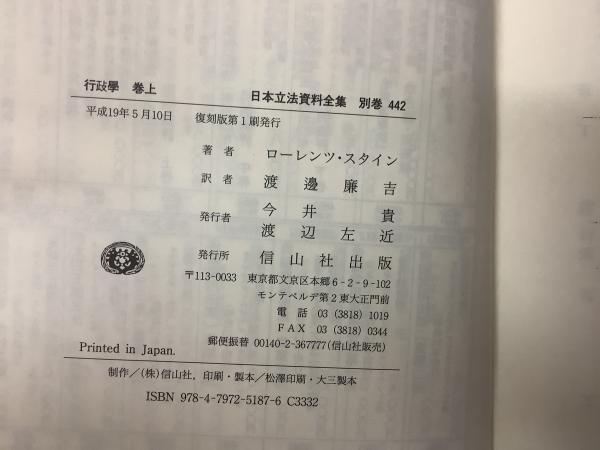 行政學 巻上 日本立法資料全集 別巻 442
平成19年5月10日 復刻版第1刷発行
著者 ローレンツ・スタイン
訳者 渡邊廉吉
発行者 今井貴
渡辺左近
発行所 信山社出版
〒113-0033 東京都文京区本郷6-2-9-102
モンテベルデ第2東大正門前
電話 03 (3818) 1019
FAX 03 (3818) 0344
郵便振替 00140-2-367777(信山社販売)
Printed in Japan.
制作/(株)信山社, 印刷・製本/松澤印刷・大三製本
ISBN 978-4-7972-5187-6 C3332